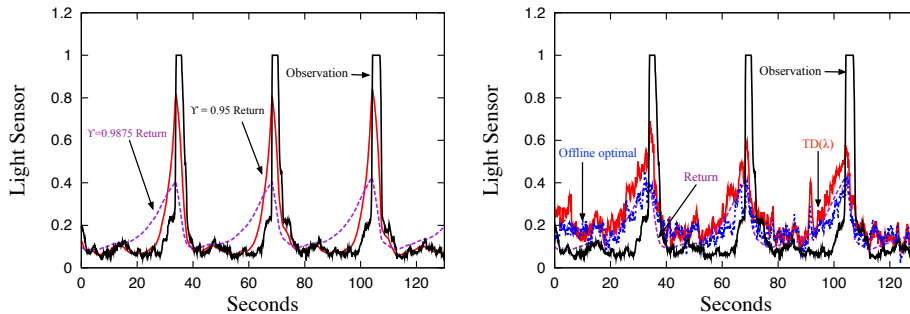 1.2
1
0.8
0.6
0.4
0.2
0
Light Sensor
Observation
ϒ = 0.95 Return
ϒ=0.9875 Return
0 20 40 60 80 100 120
Seconds
1.2
1
0.8
0.6
0.4
0.2
0
Light Sensor
Observation
Offline optimal
TD(λ)
Return
0 20 40 60 80 100 120
Seconds